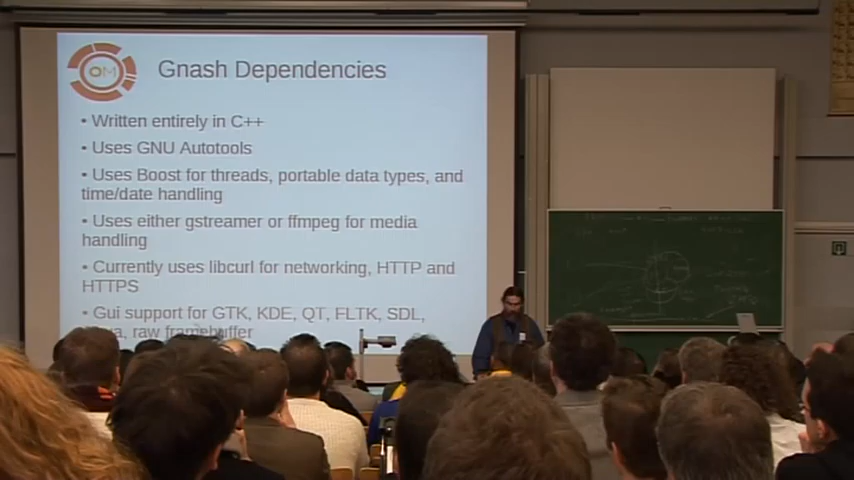 OM
Gnash Dependencies
• Written entirely in C++
• Uses GNU Autotools
• Uses Boost for threads, portable data types, and
time/date handling
• Uses either gstreamer or ffmpeg for media
handling
• Currently uses libcurl for networking, HTTP and
HTTPS
• Gui support for GTK, KDE, QT, FLTK, SDL,
raw framebuffer